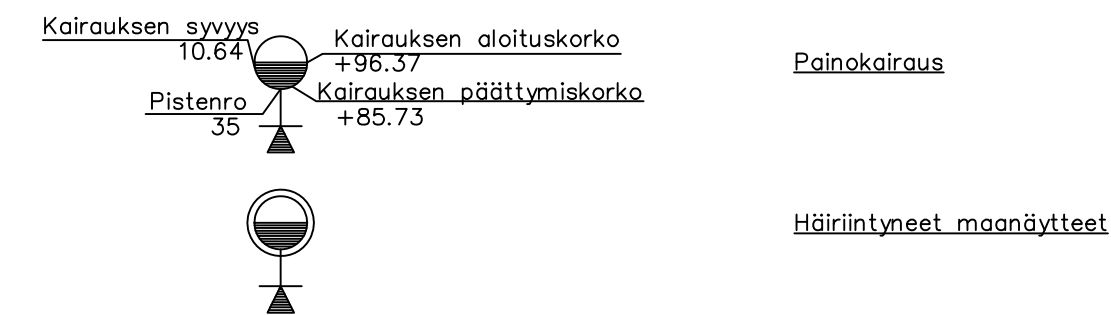 Kairauksen syvyys
10.64
Kairauksen aloituskorko
+96.37
Kairauksen päättymiskorko
+85.73
Pistenro
35
Painokairaus
Häiriintyneet maanäytteet